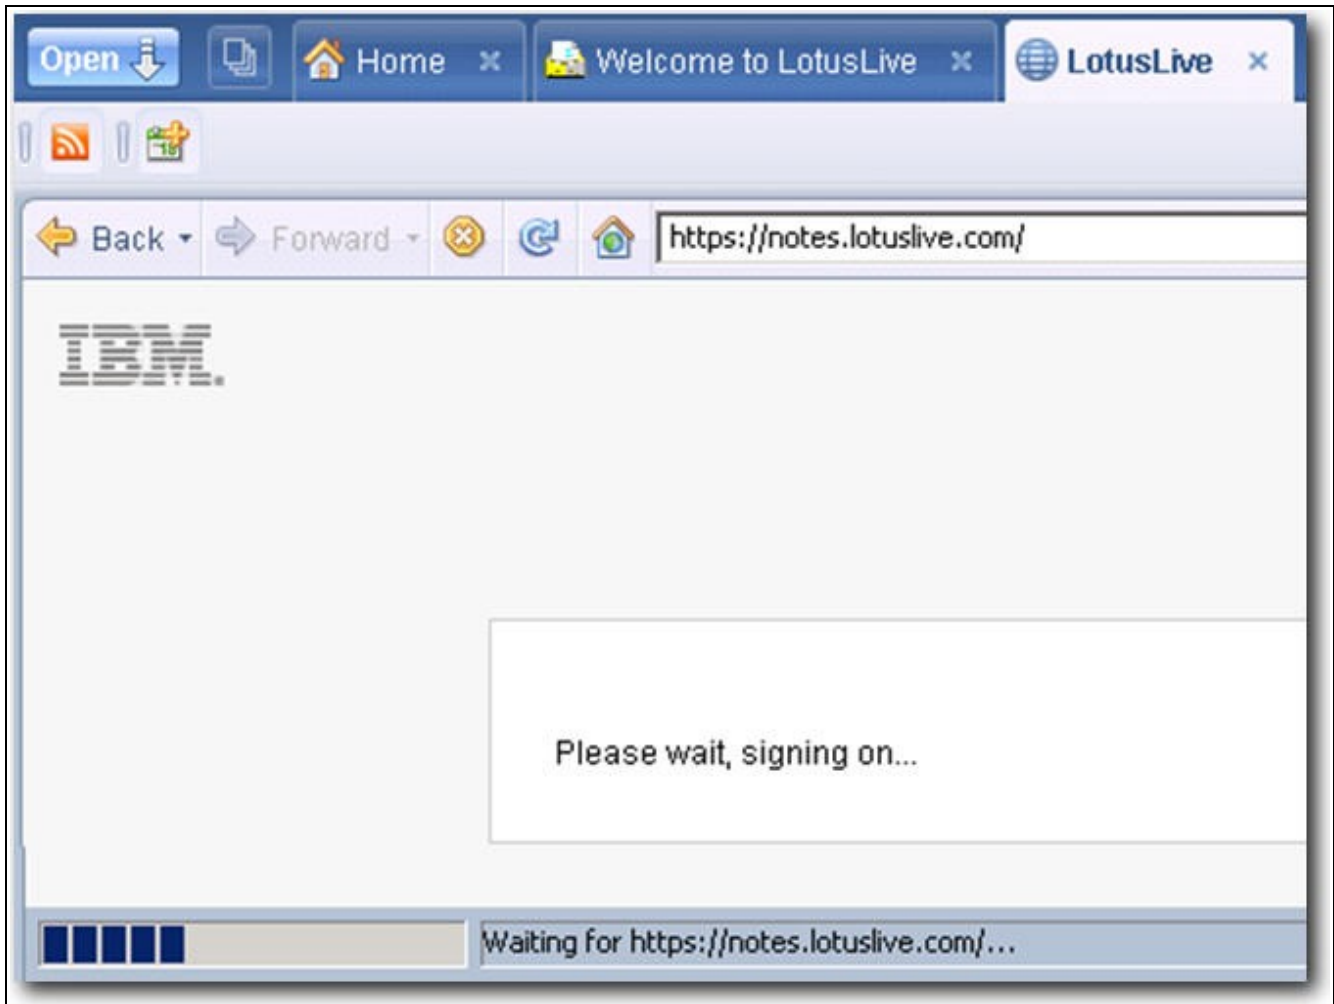 Open Home Welcome to LotusLive LotusLive
18
Back Forward https://notes.lotuslive.com/
IBM.
Please wait, signing on...
Waiting for https://notes.lotuslive.com/...